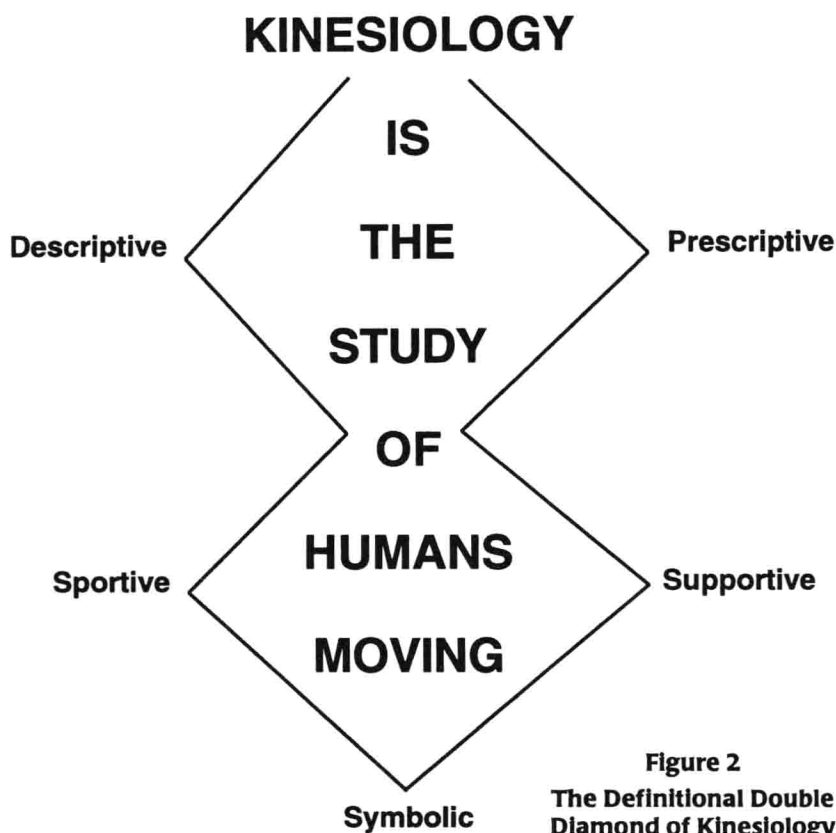 KINESIOLOGY
IS
THE
Descriptive
Prescriptive
STUDY
OF
HUMANS
Sportive
Supportive
MOVING
Symbolic
Figure 2
The Definitional Double
Diamond of Kinesiology